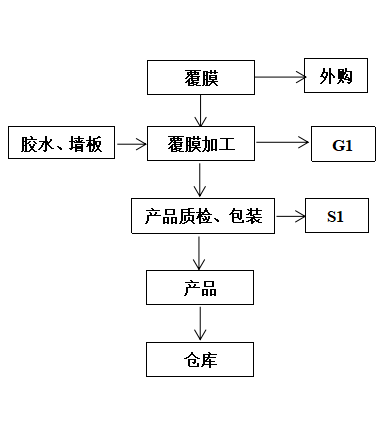 覆膜
外购
胶水、墙板
覆膜加工
G1
产品质检、包装
S1
产品
仓库